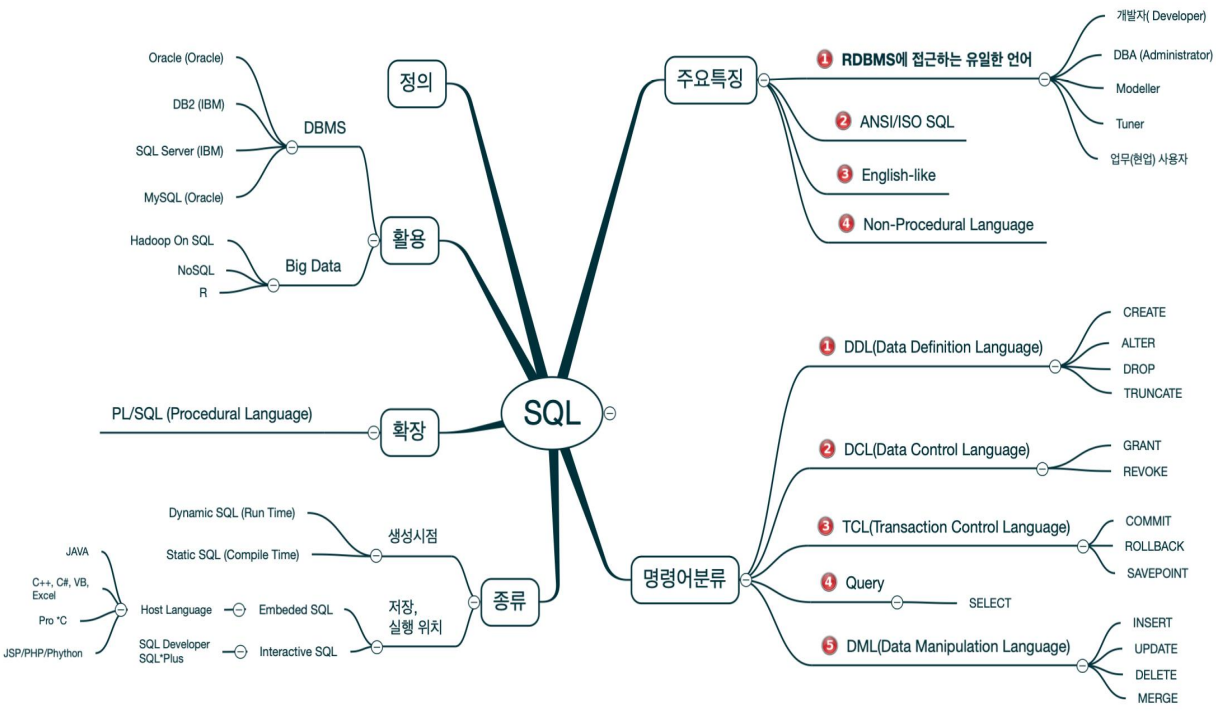 SQL
정의
주요특징
1 RDBMS에 접근하는 유일한 언어
개발자( Developer)
DBA (Administrator)
Modeller
Tuner
업무(현업) 사용자
2 ANSI/ISO SQL
3 English-like
4 Non-Procedural Language
명령어분류
1 DDL(Data Definition Language)
CREATE
ALTER
DROP
TRUNCATE
2 DCL(Data Control Language)
GRANT
REVOKE
3 TCL(Transaction Control Language)
COMMIT
ROLLBACK
SAVEPOINT
4 Query
SELECT
5 DML(Data Manipulation Language)
INSERT
UPDATE
DELETE
MERGE
활용
DBMS
Oracle (Oracle)
DB2 (IBM)
SQL Server (IBM)
MySQL (Oracle)
Big Data
Hadoop On SQL
NoSQL
R
확장
PL/SQL (Procedural Language)
종류
생성시점
Dynamic SQL (Run Time)
Static SQL (Compile Time)
저장,
실행 위치
Embeded SQL
Host Language
JAVA
C++, C#, VB,
Excel
Pro *C
JSP/PHP/Phython
Interactive SQL
SQL Developer
SQL*Plus